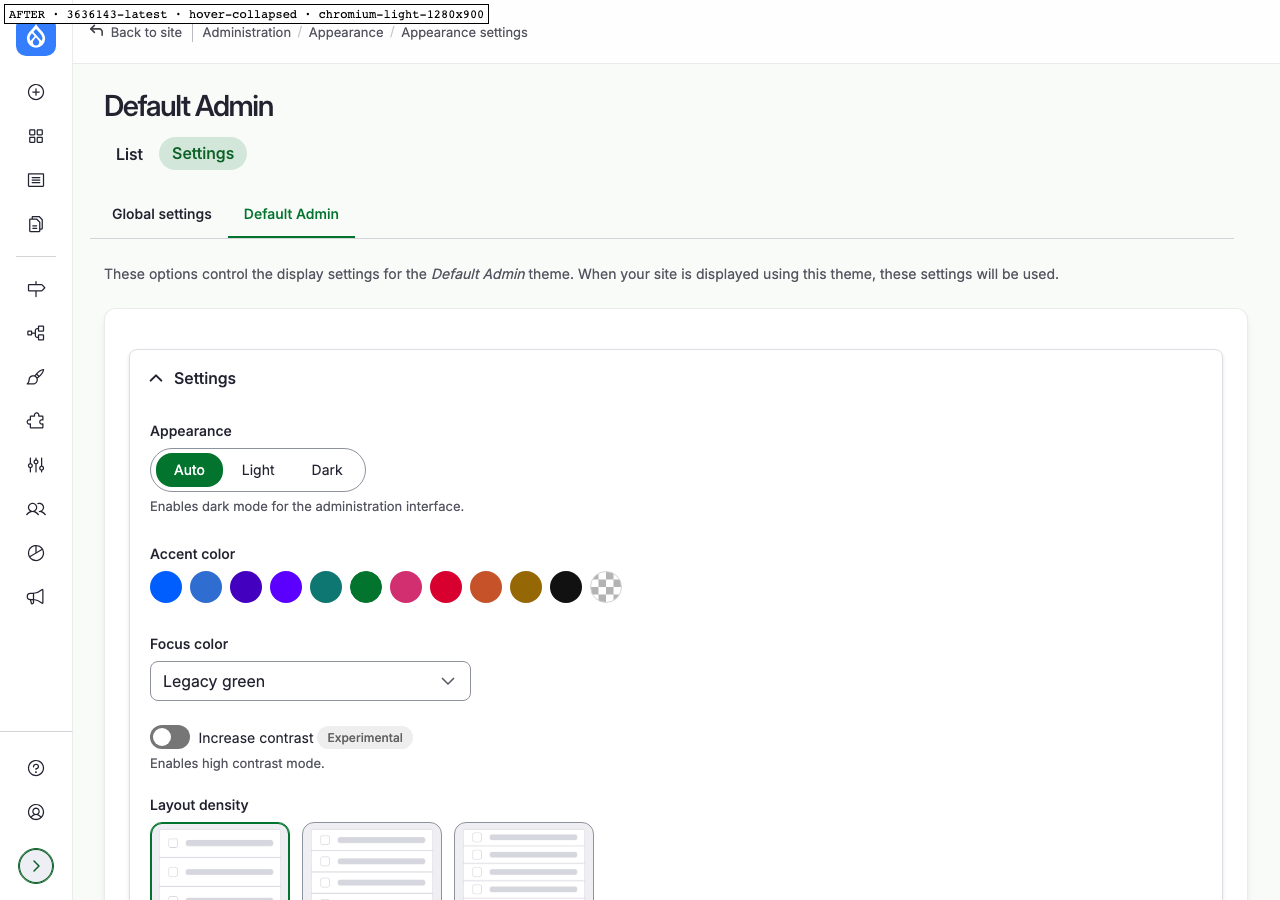 AFTER · 3636143-latest · hover-collapsed · chromium-light-1280x900
Back to site
Administration / Appearance / Appearance settings
Default Admin
List
Settings
Global settings
Default Admin
These options control the display settings for the Default Admin theme. When your site is displayed using this theme, these settings will be used.
Settings
Appearance
Auto
Light
Dark
Enables dark mode for the administration interface.
Accent color
Focus color
Legacy green
Increase contrast
Experimental
Enables high contrast mode.
Layout density